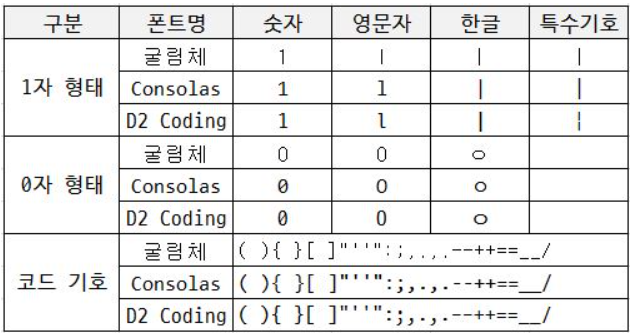 구분 폰트명 숫자 영문자 한글 특수기호
1자 형태 굴림체 1 l ㅣ |
Consolas 1 l ㅣ |
D2 Coding 1 l ㅣ ¦
0자 형태 굴림체 0 O ㅇ
Consolas 0 O ㅇ
D2 Coding 0 O ㅇ
코드 기호 굴림체 ( ){ }[ ]"''":;,.,.--++==__/
Consolas ( ){ }[ ]"''":;,.,.--++==__/
D2 Coding ( ){ }[ ]"''":;,.,.--++==__/